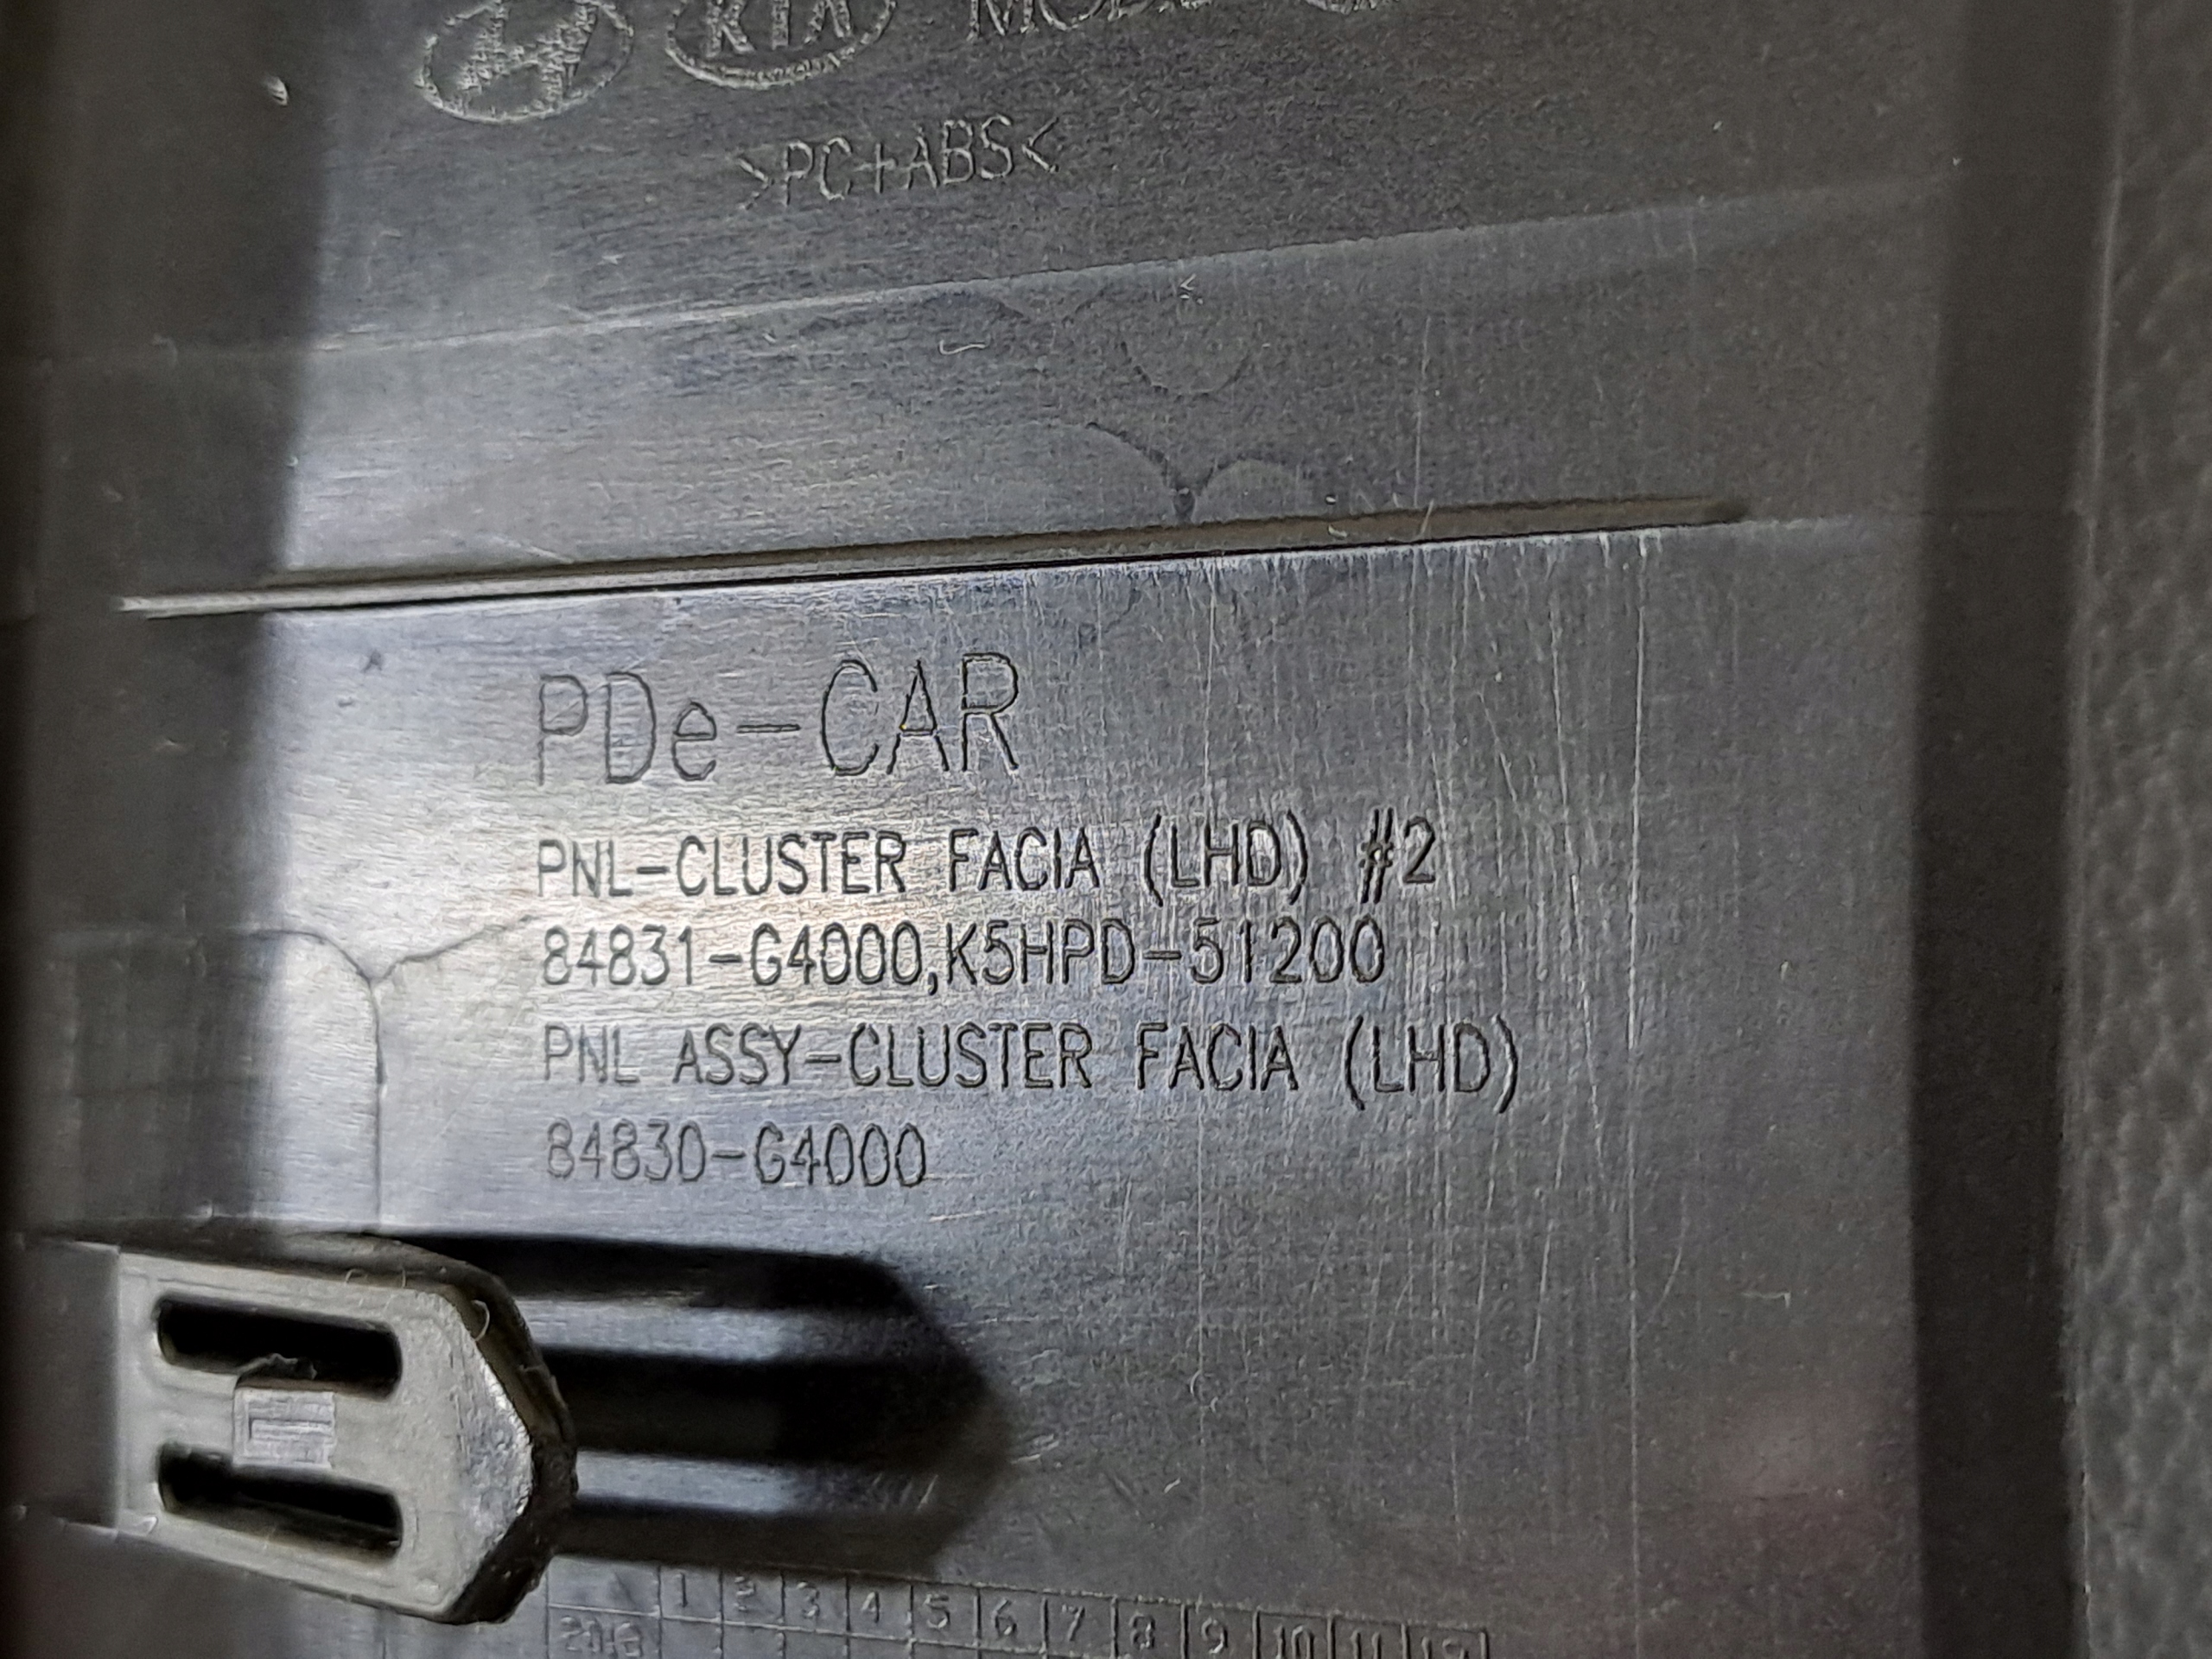 KIA
>PC+ABS<
PDe-CAR
PNL-CLUSTER FACIA (LHD) #2
84831-G4000,K5HPD-51200
PNL ASSY-CLUSTER FACIA (LHD)
84830-G4000
1 2 3 4 5 6 7 8 9 10 11 12